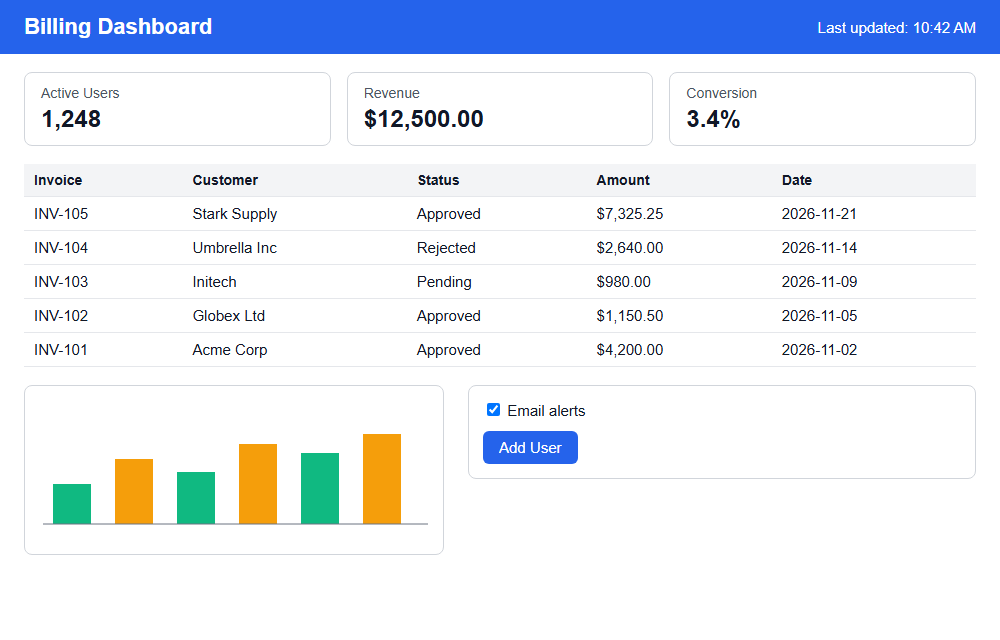 Billing Dashboard
Last updated: 10:42 AM
Active Users
1,248
Revenue
$12,500.00
Conversion
3.4%
Invoice Customer Status Amount Date
INV-105 Stark Supply Approved $7,325.25 2026-11-21
INV-104 Umbrella Inc Rejected $2,640.00 2026-11-14
INV-103 Initech Pending $980.00 2026-11-09
INV-102 Globex Ltd Approved $1,150.50 2026-11-05
INV-101 Acme Corp Approved $4,200.00 2026-11-02
Email alerts
Add User